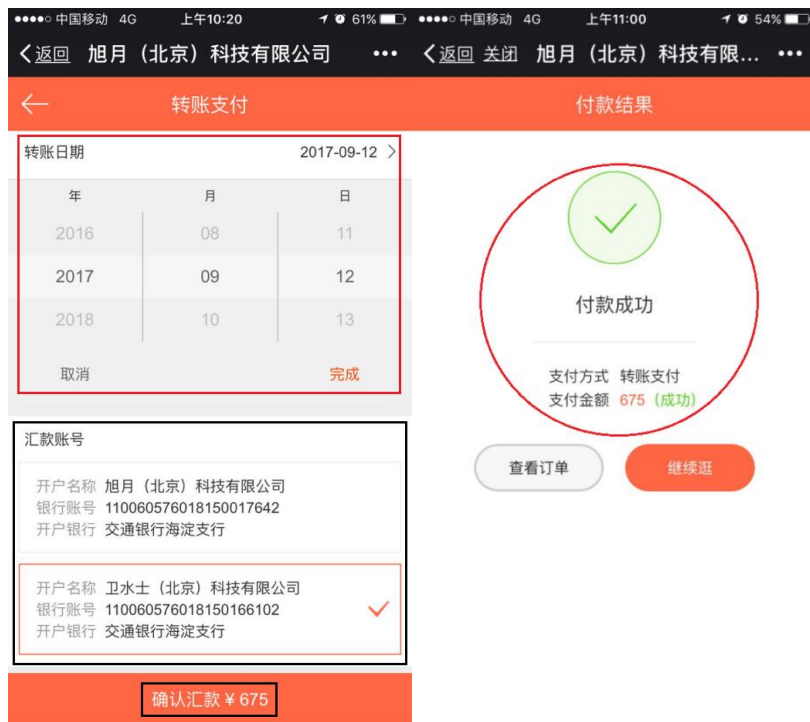 中国移动 4G 上午10:20 61%
返回 旭月（北京）科技有限公司
转账支付
转账日期 2017-09-12
年 月 日
2016 08 11
2017 09 12
2018 10 13
取消 完成
汇款账号
开户名称 旭月（北京）科技有限公司
银行账号 110060576018150017642
开户银行 交通银行海淀支行
开户名称 卫水士（北京）科技有限公司
银行账号 110060576018150166102
开户银行 交通银行海淀支行
确认汇款 ¥ 675
中国移动 4G 上午11:00 54%
返回 关闭 旭月（北京）科技有限...
付款结果
付款成功
支付方式 转账支付
支付金额 675（成功）
查看订单 继续逛